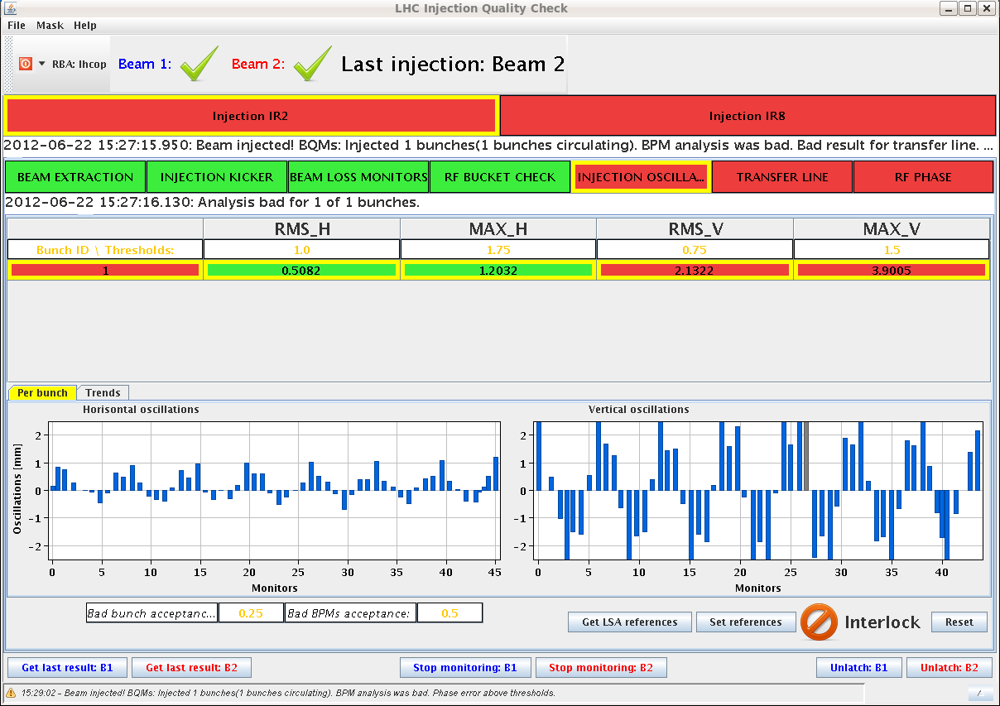 LHC Injection Quality Check
File Mask Help
RBA: lhcop Beam 1: Beam 2: Last injection: Beam 2
Injection IR2 Injection IR8
2012-06-22 15:27:15.950: Beam injected! BQMs: Injected 1 bunches(1 bunches circulating). BPM analysis was bad. Bad result for transfer line. ...
BEAM EXTRACTION INJECTION KICKER BEAM LOSS MONITORS RF BUCKET CHECK INJECTION OSCILLA... TRANSFER LINE RF PHASE
2012-06-22 15:27:16.130: Analysis bad for 1 of 1 bunches.
RMS_H MAX_H RMS_V MAX_V
Bunch ID \ Thresholds: 1.0 1.75 0.75 1.5
1 0.5082 1.2032 2.1322 3.9005
Per bunch Trends
Horisontal oscillations Vertical oscillations
Oscillations [mm]
2 2
1 1
0 0
-1 -1
-2 -2
0 5 10 15 20 25 30 35 40 45 0 5 10 15 20 25 30 35 40
Monitors Monitors
Bad bunch acceptanc... 0.25 Bad BPMs acceptance: 0.5
Get LSA references Set references Interlock Reset
Get last result: B1 Get last result: B2 Stop monitoring: B1 Stop monitoring: B2 Unlatch: B1 Unlatch: B2
15:29:02 - Beam injected! BQMs: Injected 1 bunches(1 bunches circulating). BPM analysis was bad. Phase error above thresholds.